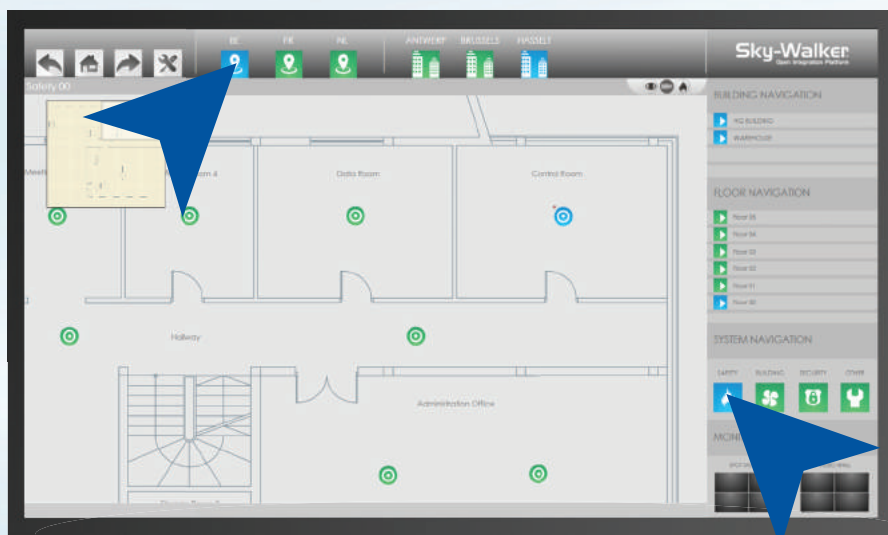 BE
FR
NL
ANTWERP
BRUSSELS
HASSELT
Sky-Walker
Open Integration Platform
Safety 00
BUILDING NAVIGATION
HQ BUILDING
WAREHOUSE
Data Room
Control Room
FLOOR NAVIGATION
Floor 05
Floor 04
Floor 03
Floor 02
Floor 01
Floor 00
Hallway
SYSTEM NAVIGATION
SAFETY
BUILDING
SECURITY
OTHER
Administration Office